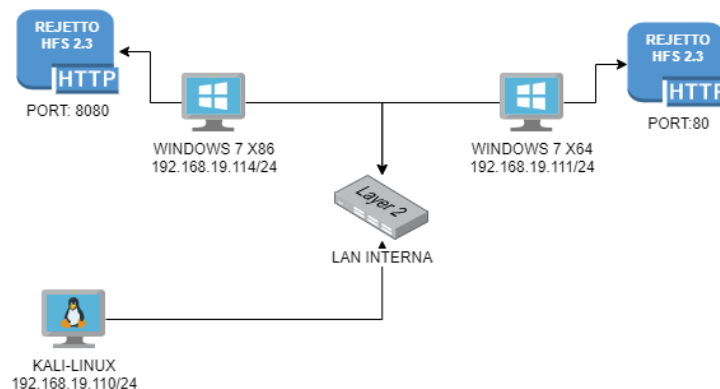 REJETTO
HFS 2.3
HTTP
PORT: 8080
REJETTO
HFS 2.3
HTTP
PORT:80
WINDOWS 7 X86
192.168.19.114/24
WINDOWS 7 X64
192.168.19.111/24
Layer 2
LAN INTERNA
KALI-LINUX
192.168.19.110/24